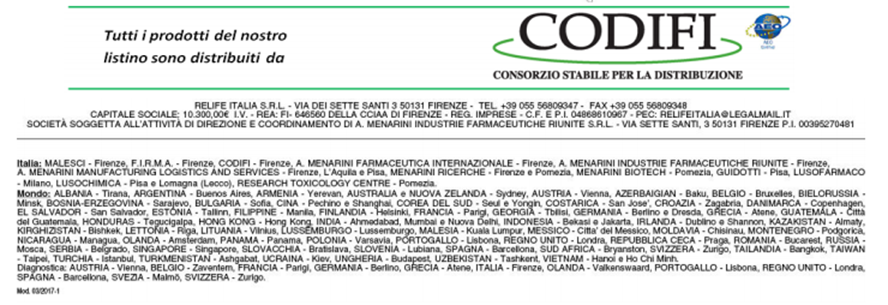 Tutti i prodotti del nostro
listino sono distribuiti da
CODIFI
AEO
CONSORZIO STABILE PER LA DISTRIBUZIONE
RELIFE ITALIA S.R.L. - VIA DEI SETTE SANTI 3 50131 FIRENZE - TEL. +39 055 56809347 - FAX +39 055 56809348
CAPITALE SOCIALE; 10.300,00€ I.V. - REA: FI- 646560 DELLA CCIAA DI FIRENZE - REG. IMPRESE - C.F. E P.I. 04868610967 - PEC: RELIFEITALIA@LEGALMAIL.IT
SOCIETÀ SOGGETTA ALL'ATTIVITÀ DI DIREZIONE E COORDINAMENTO DI A. MENARINI INDUSTRIE FARMACEUTICHE RIUNITE S.R.L. - VIA SETTE SANTI, 3 50131 FIRENZE P.I. 00395270481
Italia: MALESCI - Firenze, F.I.R.M.A. - Firenze, CODIFI - Firenze, A. MENARINI FARMACEUTICA INTERNAZIONALE - Firenze, A. MENARINI INDUSTRIE FARMACEUTICHE RIUNITE - Firenze,
A. MENARINI MANUFACTURING LOGISTICS AND SERVICES - Firenze, L'Aquila e Pisa, MENARINI RICERCHE - Firenze e Pomezia, MENARINI BIOTECH - Pomezia, GUIDOTTI - Pisa, LUSOFARMACO
- Milano, LUSOCHIMICA - Pisa e Lomagna (Lecco), RESEARCH TOXICOLOGY CENTRE - Pomezia.
Mondo: ALBANIA - Tirana, ARGENTINA - Buenos Aires, ARMENIA - Yerevan, AUSTRALIA e NUOVA ZELANDA - Sydney, AUSTRIA - Vienna, AZERBAIGIAN - Baku, BELGIO - Bruxelles, BIELORUSSIA -
Minsk, BOSNIA-ERZEGOVINA - Sarajevo, BULGARIA - Sofia, CINA - Pechino e Shanghai, COREA DEL SUD - Seul e Yongin, COSTARICA - San Jose', CROAZIA - Zagabria, DANIMARCA - Copenhagen,
EL SALVADOR - San Salvador, ESTONIA - Tallinn, FILIPPINE - Manila, FINLANDIA - Helsinki, FRANCIA - Parigi, GEORGIA - Tbilisi, GERMANIA - Berlino e Dresda, GRECIA - Atene, GUATEMALA - Città
del Guatemala, HONDURAS - Tegucigalpa, HONG KONG - Hong Kong, INDIA - Ahmedabad, Mumbai e Nuova Delhi, INDONESIA - Bekasi e Jakarta, IRLANDA - Dublino e Shannon, KAZAKISTAN - Almaty,
KIRGHIZISTAN - Bishkek, LETTONIA - Riga, LITUANIA - Vilnius, LUSSEMBURGO - Lussemburgo, MALESIA - Kuala Lumpur, MESSICO - Citta' del Messico, MOLDAVIA - Chisinau, MONTENEGRO - Podgorica,
NICARAGUA - Managua, OLANDA - Amsterdam, PANAMA - Panama, POLONIA - Varsavia, PORTOGALLO - Lisbona, REGNO UNITO - Londra, REPUBBLICA CECA - Praga, ROMANIA - Bucarest, RUSSIA -
Mosca, SERBIA - Belgrado, SINGAPORE - Singapore, SLOVACCHIA - Bratislava, SLOVENIA - Lubiana, SPAGNA - Barcellona, SUD AFRICA - Bryanston, SVIZZERA - Zurigo, TAILANDIA - Bangkok, TAIWAN
- Taipei, TURCHIA - Istanbul, TURKMENISTAN - Ashgabat, UCRAINA - Kiev, UNGHERIA - Budapest, UZBEKISTAN - Tashkent, VIETNAM - Hanoi e Ho Chi Minh.
Diagnostica: AUSTRIA - Vienna, BELGIO - Zaventem, FRANCIA - Parigi, GERMANIA - Berlino, GRECIA - Atene, ITALIA - Firenze, OLANDA - Valkenswaard, PORTOGALLO - Lisbona, REGNO UNITO - Londra,
SPAGNA - Barcellona, SVEZIA - Malmö, SVIZZERA - Zurigo.
Mod. 03/2017-1